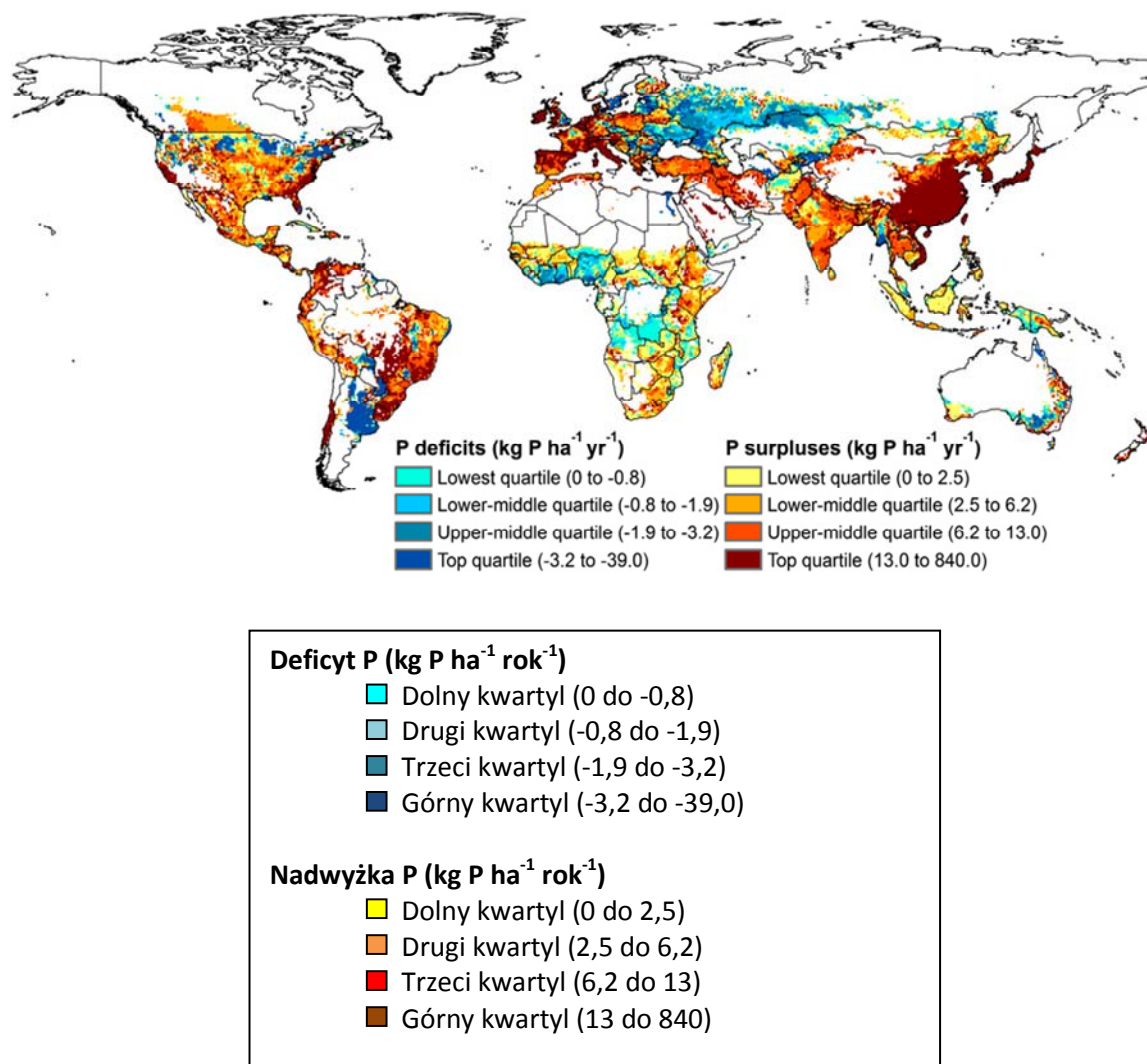 P deficits (kg P ha⁻¹ yr⁻¹)
Lowest quartile (0 to -0.8)
Lower-middle quartile (-0.8 to -1.9)
Upper-middle quartile (-1.9 to -3.2)
Top quartile (-3.2 to -39.0)
P surpluses (kg P ha⁻¹ yr⁻¹)
Lowest quartile (0 to 2.5)
Lower-middle quartile (2.5 to 6.2)
Upper-middle quartile (6.2 to 13.0)
Top quartile (13.0 to 840.0)
Deficyt P (kg P ha⁻¹ rok⁻¹)
Dolny kwartyl (0 do -0,8)
Drugi kwartyl (-0,8 do -1,9)
Trzeci kwartyl (-1,9 do -3,2)
Górny kwartyl (-3,2 do -39,0)
Nadwyżka P (kg P ha⁻¹ rok⁻¹)
Dolny kwartyl (0 do 2,5)
Drugi kwartyl (2,5 do 6,2)
Trzeci kwartyl (6,2 do 13)
Górny kwartyl (13 do 840)